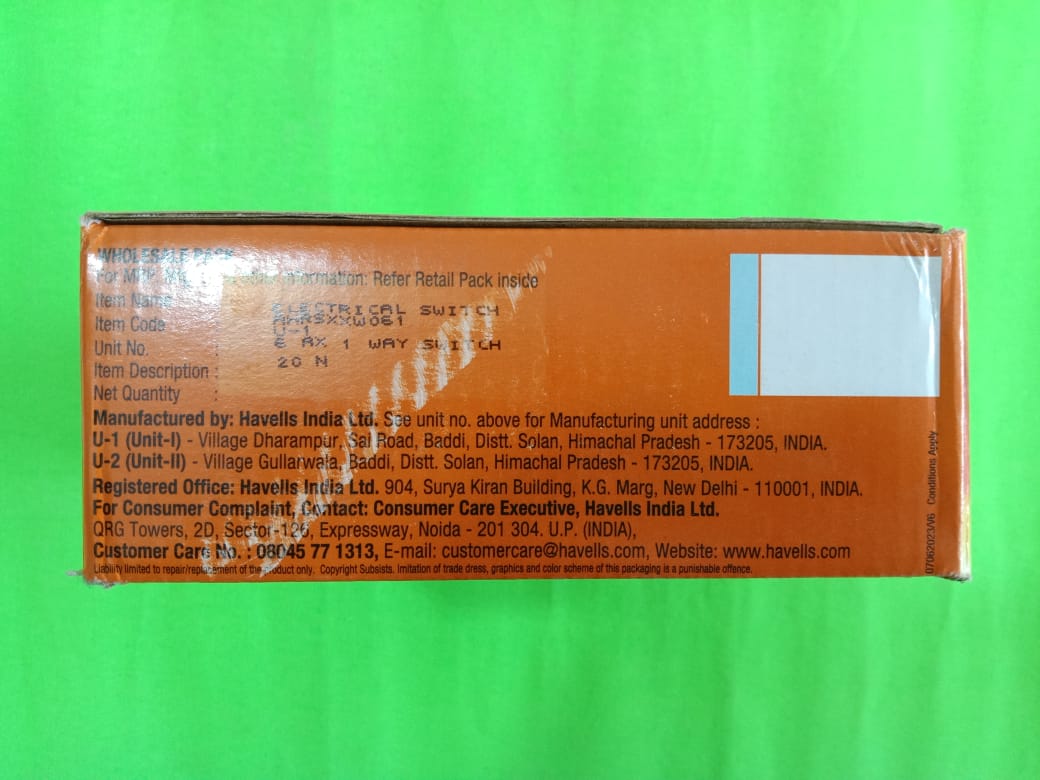 WHOLESALE PACK
For MRP, Mfg. Information: Refer Retail Pack inside
Item Name ELECTRICAL SWITCH
Item Code AHRSXXW061
Unit No. : U-1
Item Description : 6 AX 1 WAY SWITCH
Net Quantity : 20 N
Manufactured by: Havells India Ltd. See unit no. above for Manufacturing unit address :
U-1 (Unit-I) - Village Dharampur, Sai Road, Baddi, Distt. Solan, Himachal Pradesh - 173205, INDIA.
U-2 (Unit-II) - Village Gullarwala, Baddi, Distt. Solan, Himachal Pradesh - 173205, INDIA.
Registered Office: Havells India Ltd. 904, Surya Kiran Building, K.G. Marg, New Delhi - 110001, INDIA.
For Consumer Complaint, Contact: Consumer Care Executive, Havells India Ltd.
QRG Towers, 2D, Sector-126, Expressway, Noida - 201 304. U.P. (INDIA),
Customer Care No. : 08045 77 1313, E-mail: customercare@havells.com, Website: www.havells.com
Liability limited to repair/replacement of the product only. Copyright Subsists. Imitation of trade dress, graphics and color scheme of this packaging is a punishable offence.
07062023/V6 Conditions Apply